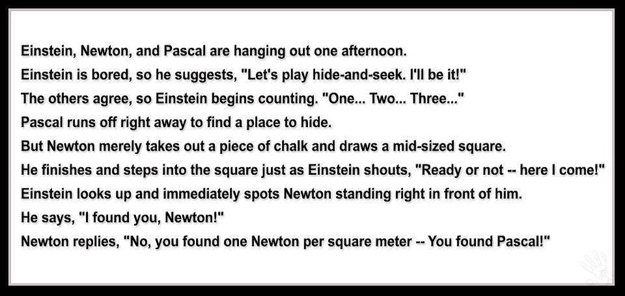 Einstein, Newton, and Pascal are hanging out one afternoon.
Einstein is bored, so he suggests, "Let's play hide-and-seek. I'll be it!"
The others agree, so Einstein begins counting. "One... Two... Three..."
Pascal runs off right away to find a place to hide.
But Newton merely takes out a piece of chalk and draws a mid-sized square.
He finishes and steps into the square just as Einstein shouts, "Ready or not -- here I come!"
Einstein looks up and immediately spots Newton standing right in front of him.
He says, "I found you, Newton!"
Newton replies, "No, you found one Newton per square meter -- You found Pascal!"